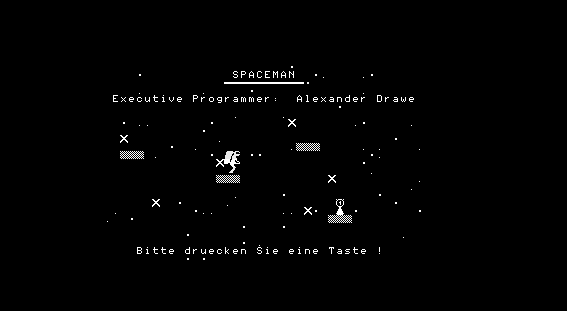 SPACEMAN
Executive Programmer: Alexander Drawe
Bitte druecken Sie eine Taste !